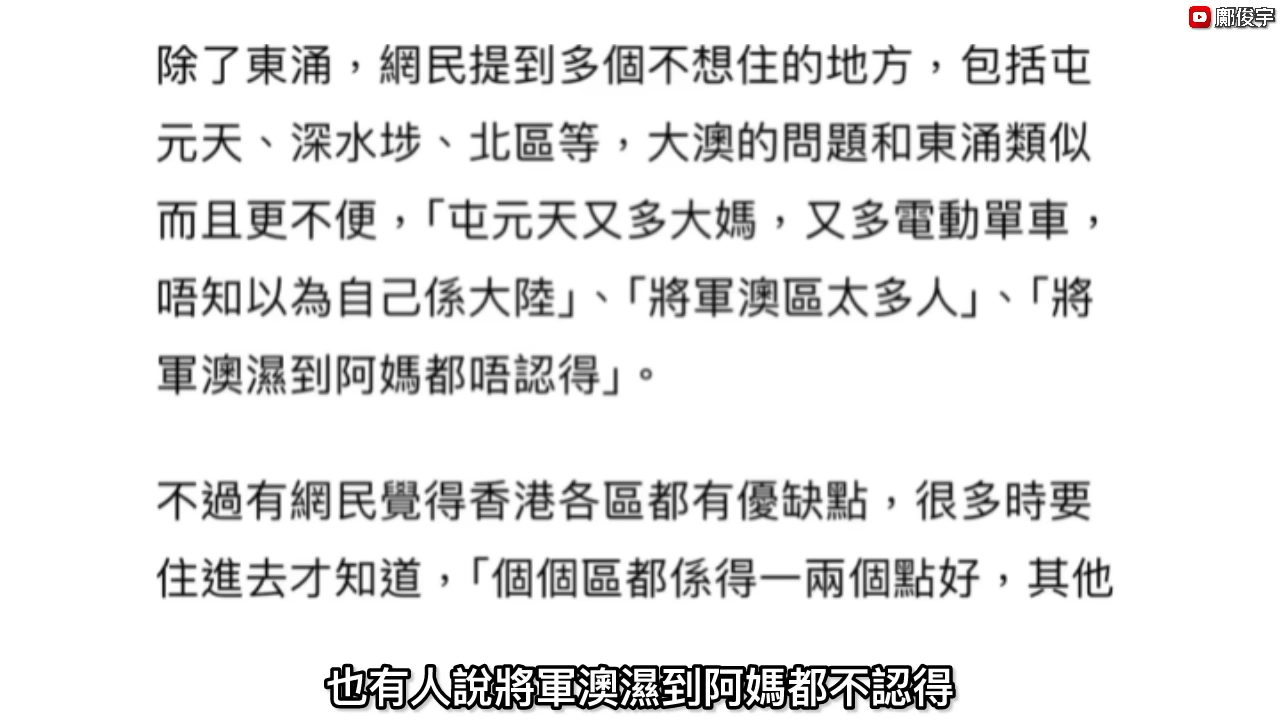 鄺俊宇
除了東涌，網民提到多個不想住的地方，包括屯
元天、深水埗、北區等，大澳的問題和東涌類似
而且更不便，「屯元天又多大媽，又多電動單車，
唔知以為自己係大陸」、「將軍澳區太多人」、「將
軍澳濕到阿媽都唔認得」。
不過有網民覺得香港各區都有優缺點，很多時要
住進去才知道，「個個區都係得一兩個點好，其他
也有人說將軍澳濕到阿媽都不認得